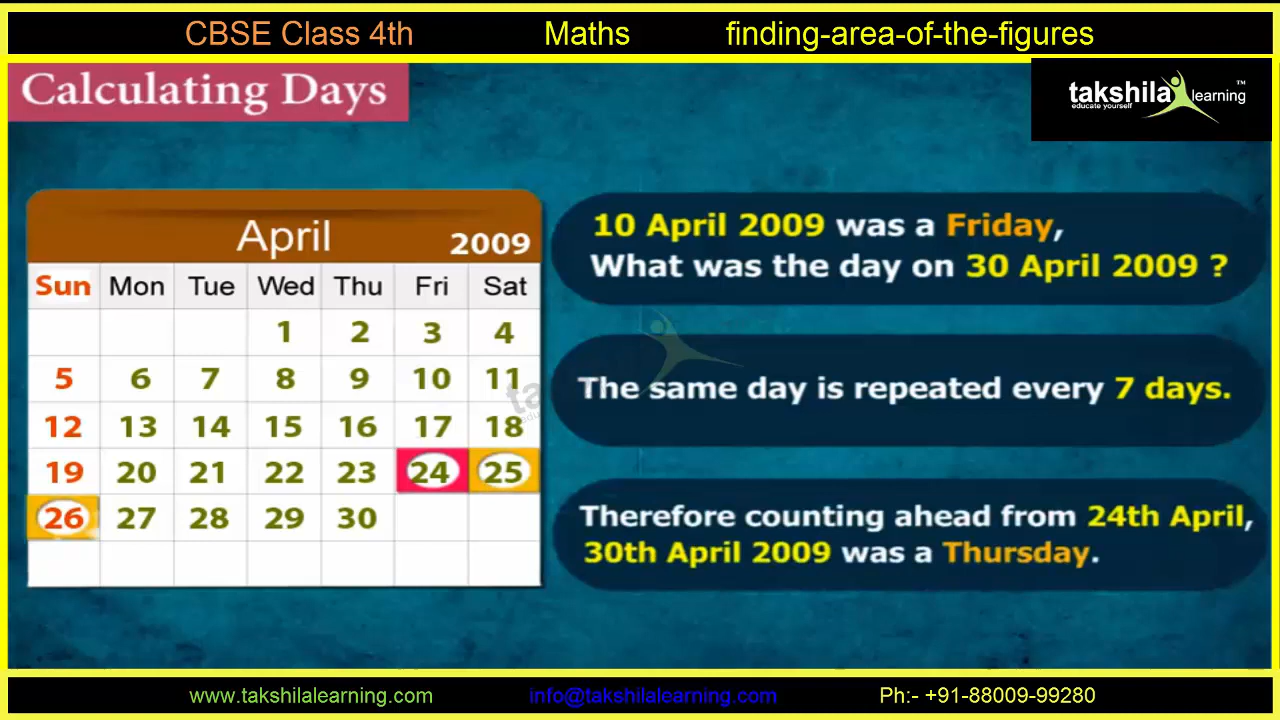 CBSE Class 4th Maths finding-area-of-the-figures
Calculating Days
takshila learning ™
educate yourself
April
2009
Sun Mon Tue Wed Thu Fri Sat
1 2 3 4
5 6 7 8 9 10 11
12 13 14 15 16 17 18
19 20 21 22 23 24 25
26 27 28 29 30
10 April 2009 was a Friday,
What was the day on 30 April 2009 ?
The same day is repeated every 7 days.
Therefore counting ahead from 24th April,
30th April 2009 was a Thursday.
www.takshilalearning.com info@takshilalearning.com Ph:- +91-88009-99280